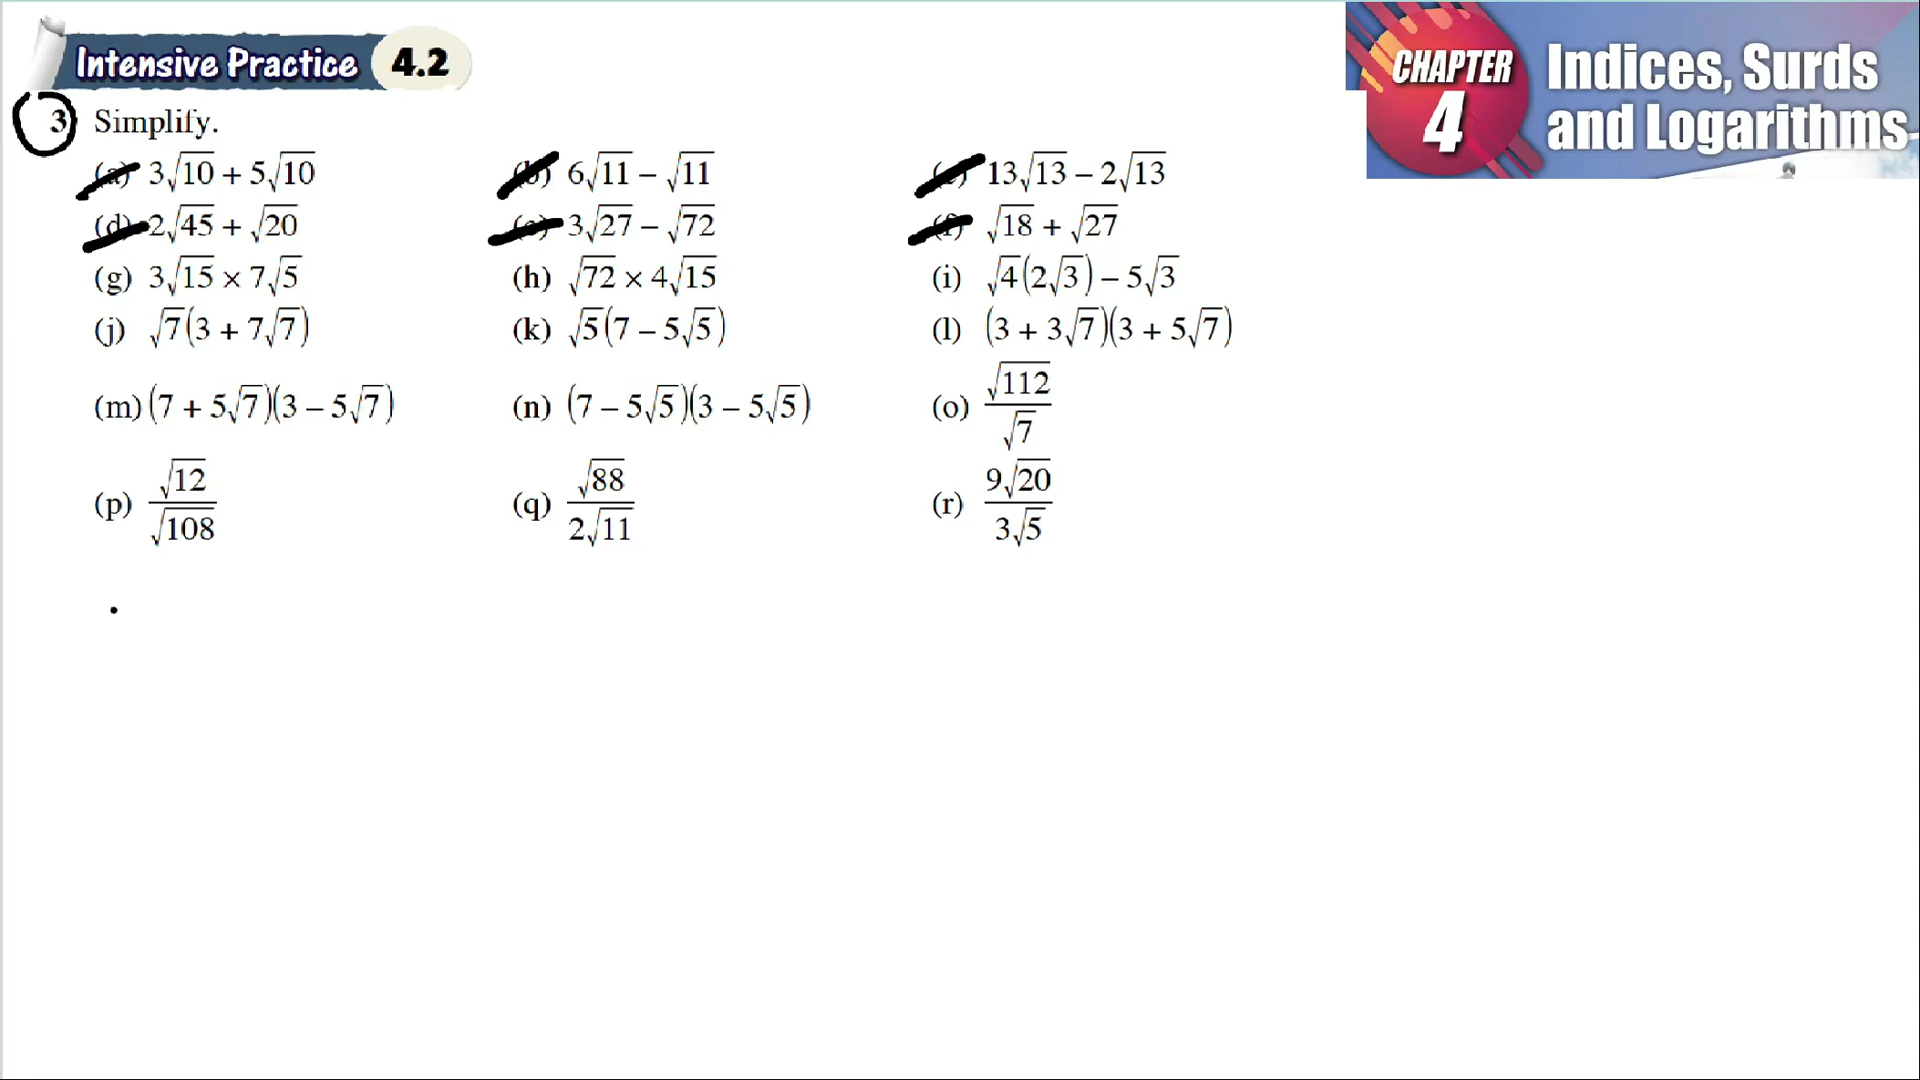 Intensive Practice 4.2
CHAPTER 4
Indices, Surds
and Logarithms
3 Simplify.
(a) 3√10 + 5√10 (b) 6√11 – √11 (c) 13√13 – 2√13
(d) 2√45 + √20 (e) 3√27 – √72 (f) √18 + √27
(g) 3√15 × 7√5 (h) √72 × 4√15 (i) √4(2√3) – 5√3
(j) √7(3 + 7√7) (k) √5(7 – 5√5) (l) (3 + 3√7)(3 + 5√7)
(m) (7 + 5√7)(3 – 5√7) (n) (7 – 5√5)(3 – 5√5) (o) √112/√7
(p) √12/√108 (q) √88/2√11 (r) 9√20/3√5